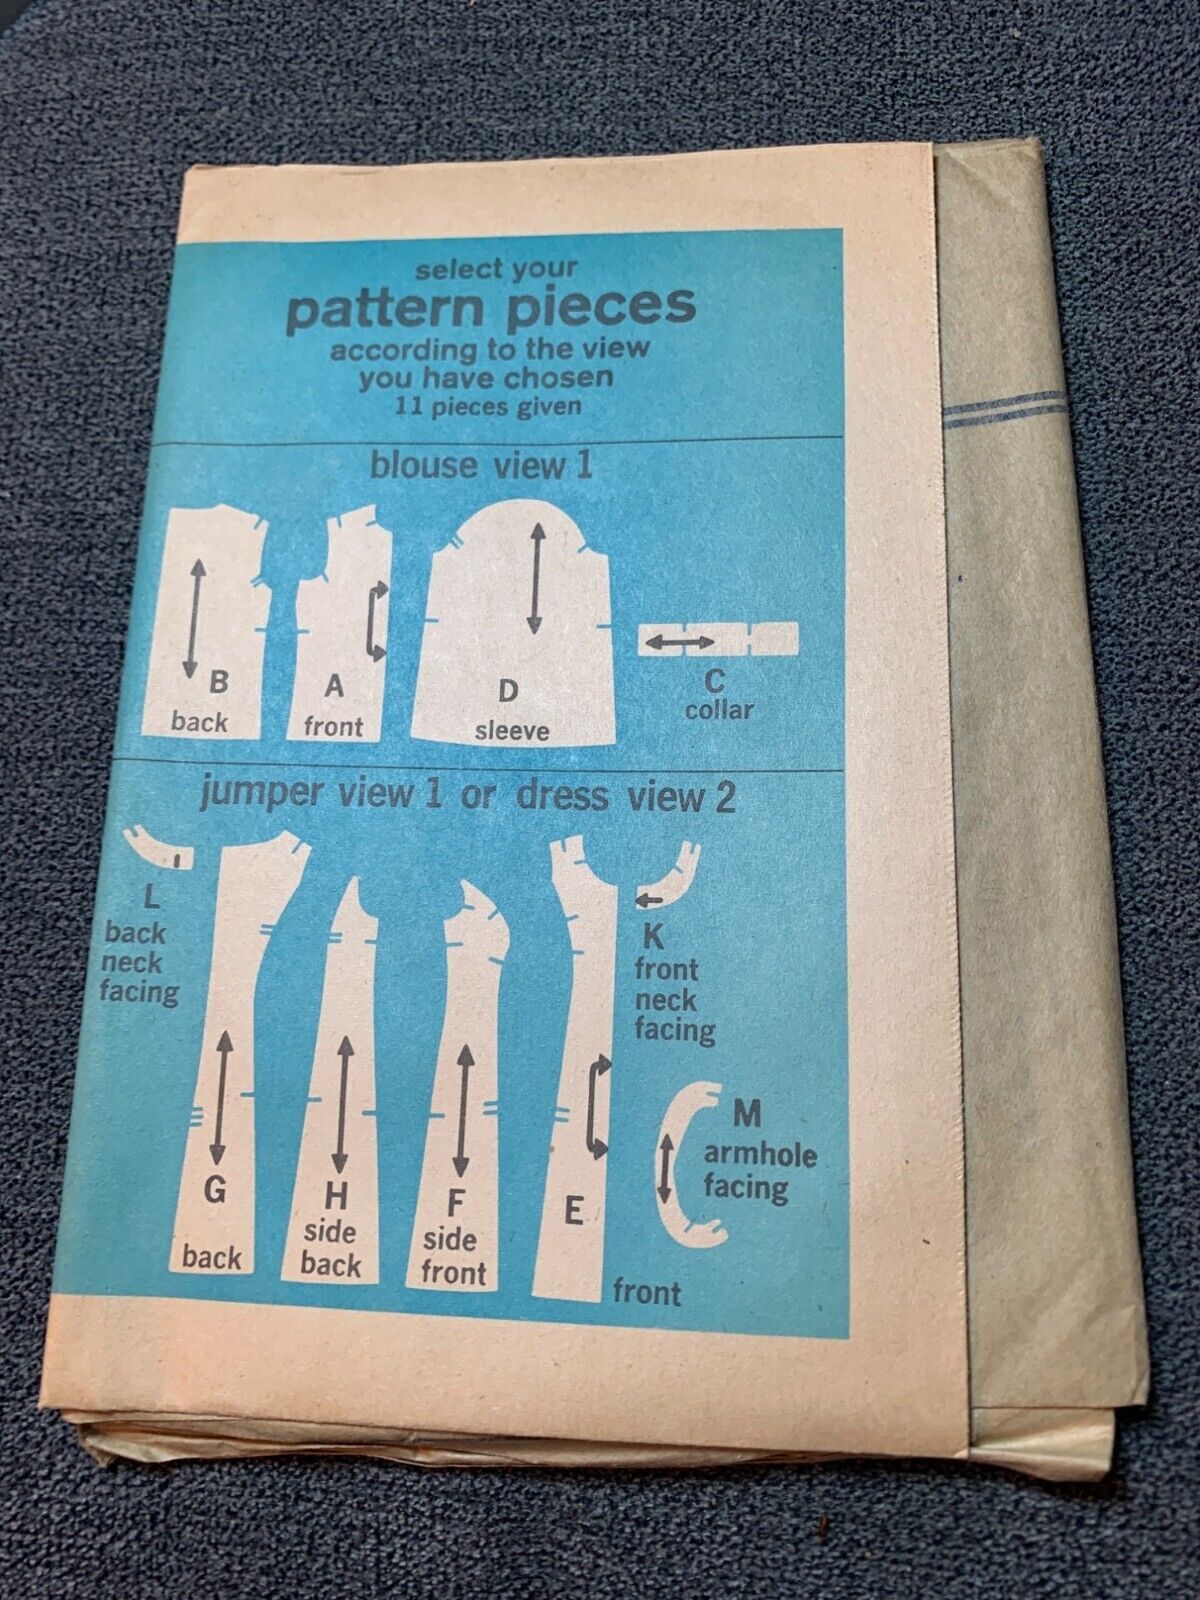 select your
pattern pieces
according to the view
you have chosen
11 pieces given
blouse view 1
B
back
A
front
D
sleeve
C
collar
jumper view 1 or dress view 2
L
back
neck
facing
G
back
H
side
back
F
side
front
E
front
K
front
neck
facing
M
armhole
facing